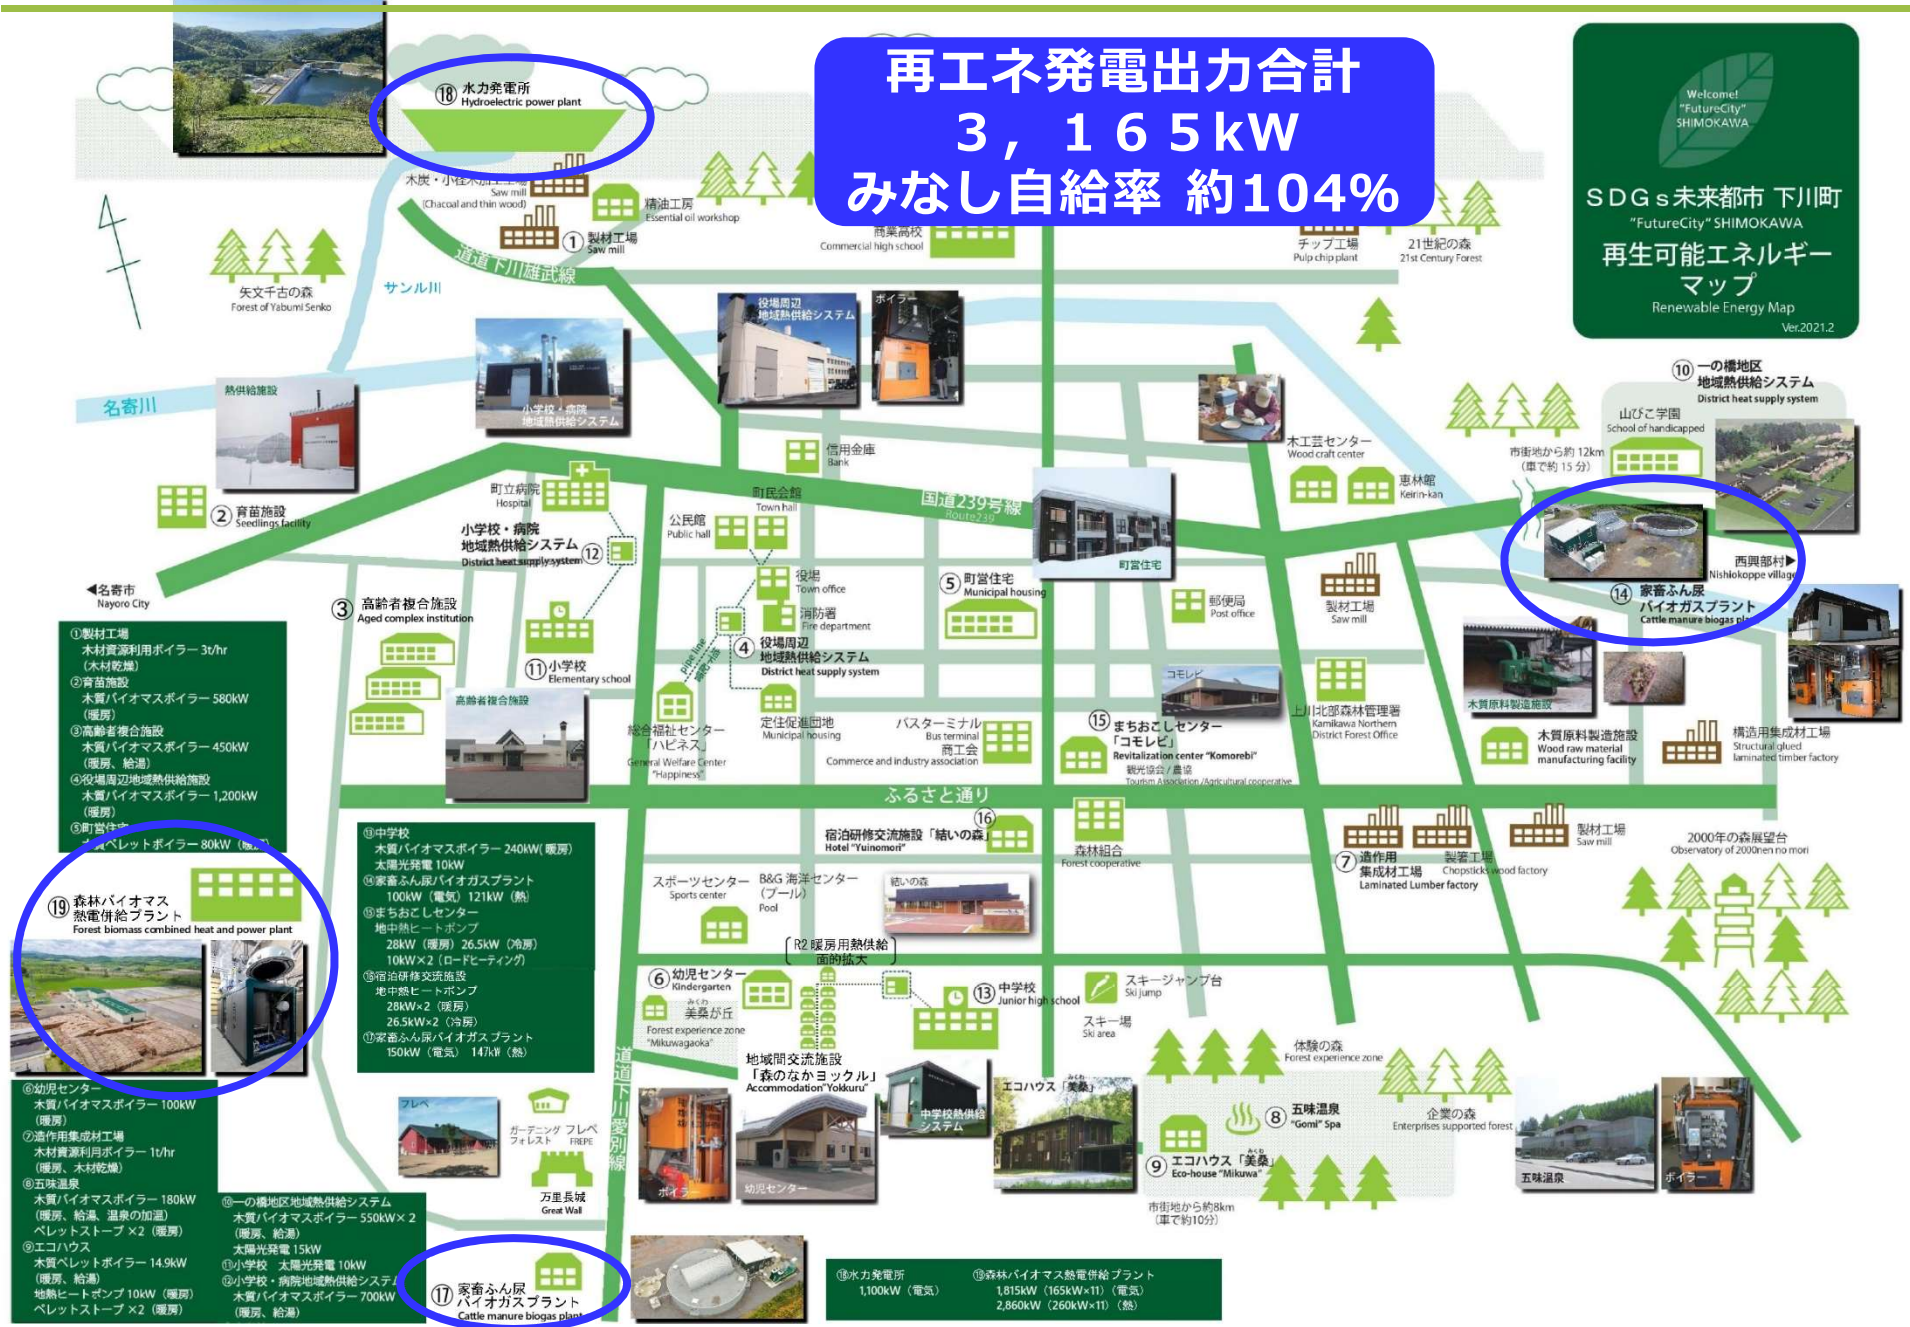 再エネ発電出力合計
３，１６５kW
みなし自給率 約104%
Welcome!
"FutureCity"
SHIMOKAWA
ＳＤＧｓ未来都市 下川町
"FutureCity" SHIMOKAWA
再生可能エネルギー
マップ
Renewable Energy Map
Ver.2021.2
⑱ 水力発電所
Hydroelectric power plant
Saw mill
(Chacoal and thin wood)
精油工房
Essential oil workshop
① 製材工場
Saw mill
道道下川雄武線
サンル川
矢文千古の森
Forest of Yabumi Senko
商業高校
Commercial high school
チップ工場
Pulp chip plant
21世紀の森
21st Century Forest
役場周辺
地域熱供給システム
ボイラー
小学校・病院
地域熱供給システム
熱供給施設
名寄川
② 育苗施設
Seedlings facility
町立病院
Hospital
小学校・病院
地域熱供給システム ⑫
District heat supply system
信用金庫
Bank
町民会館
Town hall
公民館
Public hall
国道239号線
Route239
町営住宅
木工芸センター
Wood craft center
恵林館
Keirin-kan
⑩ 一の橋地区
地域熱供給システム
District heat supply system
山びこ学園
School of handicapped
市街地から約12km
（車で約15分）
西興部村▶
Nishiokoppe village
⑭ 家畜ふん尿
バイオガスプラント
Cattle manure biogas plant
◀名寄市
Nayoro City
③ 高齢者複合施設
Aged complex institution
役場
Town office
消防署
Fire department
④ 役場周辺
地域熱供給システム
District heat supply system
pipe line
⑤ 町営住宅
Municipal housing
郵便局
Post office
製材工場
Saw mill
⑪ 小学校
Elementary school
高齢者複合施設
総合福祉センター
「ハピネス」
General Welfare Center
"Happiness"
定住促進団地
Municipal housing
バスターミナル
Bus terminal
商工会
Commerce and industry association
コモレビ
⑮ まちおこしセンター
「コモレビ」
Revitalization center "Komorebi"
観光協会 / 農協
Tourism Association /Agricultural cooperative
上川北部森林管理署
Kamikawa Northern
District Forest Office
木質原料製造施設
木質原料製造施設
Wood raw material
manufacturing facility
構造用集成材工場
Structural glued
laminated timber factory
ふるさと通り
①製材工場
木材資源利用ボイラー 3t/hr
（木材乾燥）
②育苗施設
木質バイオマスボイラー 580kW
（暖房）
③高齢者複合施設
木質バイオマスボイラー 450kW
（暖房、給湯）
④役場周辺地域熱供給施設
木質バイオマスボイラー 1,200kW
（暖房）
⑤町営住宅
木質ペレットボイラー 80kW（暖房）
⑬中学校
木質バイオマスボイラー 240kW（暖房）
太陽光発電 10kW
⑭家畜ふん尿バイオガスプラント
100kW（電気）121kW（熱）
⑮まちおこしセンター
地中熱ヒートポンプ
28kW（暖房）26.5kW（冷房）
10kW×2（ロードヒーティング）
⑯宿泊研修交流施設
地中熱ヒートポンプ
28kW×2（暖房）
26.5kW×2（冷房）
⑰家畜ふん尿バイオガスプラント
150kW（電気） 147kW（熱）
⑯
宿泊研修交流施設「結いの森」
Hotel "Yuinomori"
森林組合
Forest cooperative
⑦ 造作用
集成材工場
Laminated Lumber factory
製箸工場
Chopsticks wood factory
製材工場
Saw mill
2000年の森展望台
Observatory of 2000nen no mori
⑲ 森林バイオマス
熱電併給プラント
Forest biomass combined heat and power plant
スポーツセンター
Sports center
B&G 海洋センター
（プール）
Pool
結いの森
R2 暖房用熱供給
面的拡大
⑥ 幼児センター
Kindergarten
みくわ
美桑が丘
Forest experience zone
"Mikuwagaoka"
⑬ 中学校
Junior high school
スキージャンプ台
Ski jump
スキー場
Ski area
体験の森
Forest experience zone
地域間交流施設
「森のなかヨックル」
Accommodation"Yokkuru"
中学校熱供給
システム
エコハウス「美桑」
みくわ
⑧ 五味温泉
"Gomi" Spa
企業の森
Enterprises supported forest
⑨ エコハウス「美桑」
みくわ
Eco-house "Mikuwa"
市街地から約8km
（車で約10分）
五味温泉
ボイラー
ボイラー
幼児センター
道道下川愛別線
フレペ
ガーデニング
フォレスト
フレペ
FREPE
万里長城
Great Wall
⑥幼児センター
木質バイオマスボイラー 100kW
（暖房）
⑦造作用集成材工場
木材資源利用ボイラー 1t/hr
（暖房、木材乾燥）
⑧五味温泉
木質バイオマスボイラー 180kW
（暖房、給湯、温泉の加温）
ペレットストーブ ×2（暖房）
⑨エコハウス
木質ペレットボイラー 14.9kW
（暖房、給湯）
地熱ヒートポンプ 10kW（暖房）
ペレットストーブ ×2（暖房）
⑩一の橋地区地域熱供給システム
木質バイオマスボイラー 550kW× 2
（暖房、給湯）
太陽光発電 15kW
⑪小学校 太陽光発電 10kW
⑫小学校・病院地域熱供給システム
木質バイオマスボイラー 700kW
（暖房、給湯）
⑰ 家畜ふん尿
バイオガスプラント
Cattle manure biogas plant
⑱水力発電所
1,100kW（電気）
⑲森林バイオマス熱電併給プラント
1,815kW（165kW×11）（電気）
2,860kW（260kW×11）（熱）